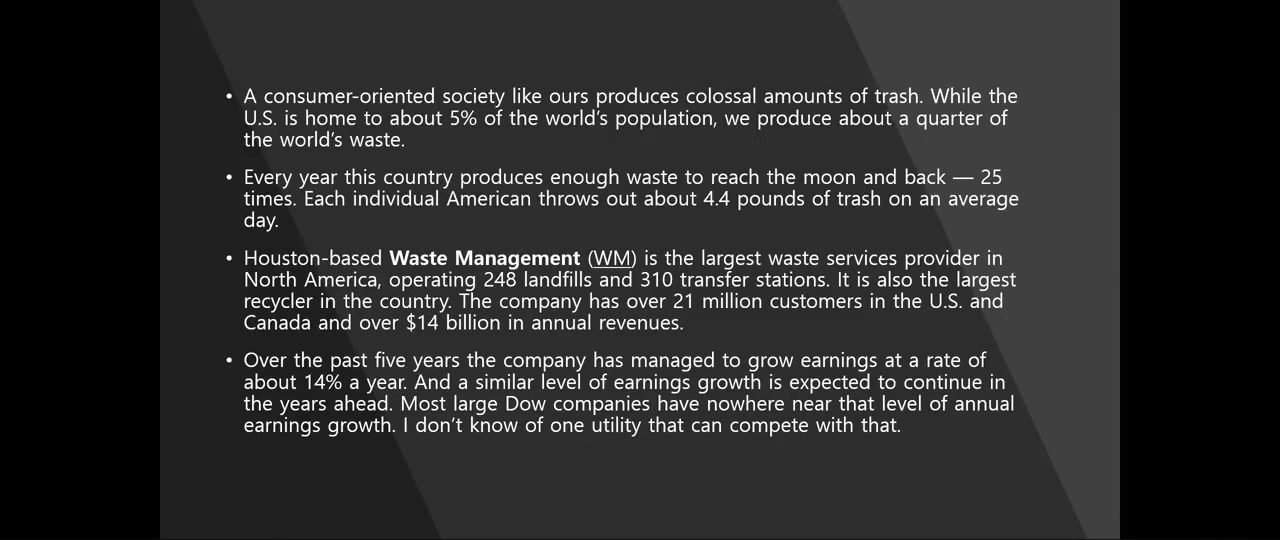 • A consumer-oriented society like ours produces colossal amounts of trash. While the
U.S. is home to about 5% of the world's population, we produce about a quarter of
the world's waste.
• Every year this country produces enough waste to reach the moon and back — 25
times. Each individual American throws out about 4.4 pounds of trash on an average
day.
• Houston-based Waste Management (WM) is the largest waste services provider in
North America, operating 248 landfills and 310 transfer stations. It is also the largest
recycler in the country. The company has over 21 million customers in the U.S. and
Canada and over $14 billion in annual revenues.
• Over the past five years the company has managed to grow earnings at a rate of
about 14% a year. And a similar level of earnings growth is expected to continue in
the years ahead. Most large Dow companies have nowhere near that level of annual
earnings growth. I don't know of one utility that can compete with that.